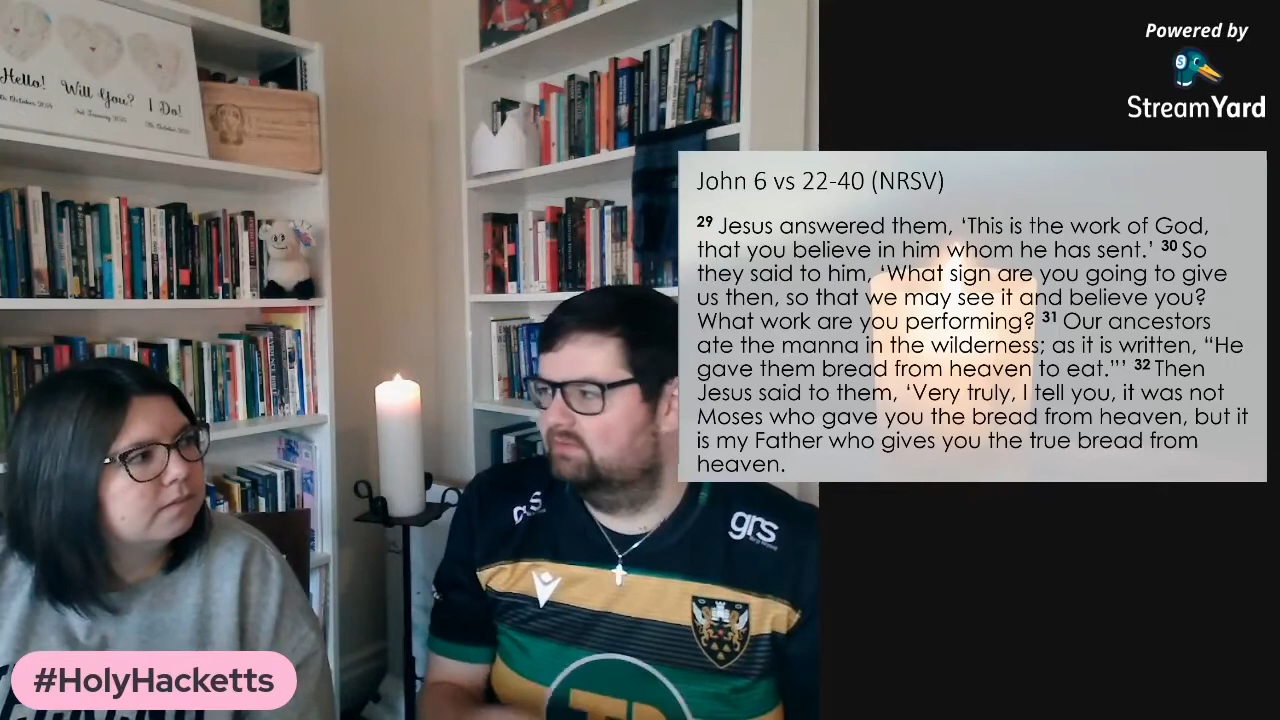 Powered by
StreamYard
Hello! Will You? I Do!
John 6 vs 22-40 (NRSV)
29 Jesus answered them, ‘This is the work of God,
that you believe in him whom he has sent.’ 30 So
they said to him, ‘What sign are you going to give
us then, so that we may see it and believe you?
What work are you performing? 31 Our ancestors
ate the manna in the wilderness; as it is written, “He
gave them bread from heaven to eat.”’ 32 Then
Jesus said to them, ‘Very truly, I tell you, it was not
Moses who gave you the bread from heaven, but it
is my Father who gives you the true bread from
heaven.
grs
#HolyHacketts